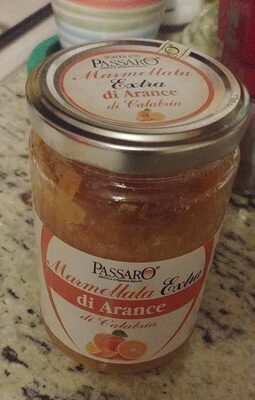 PASSARO
Marmellata
Extra
di Arance
di Calabria
PASSARO
Marmellata Extra
di Arance
di Calabria